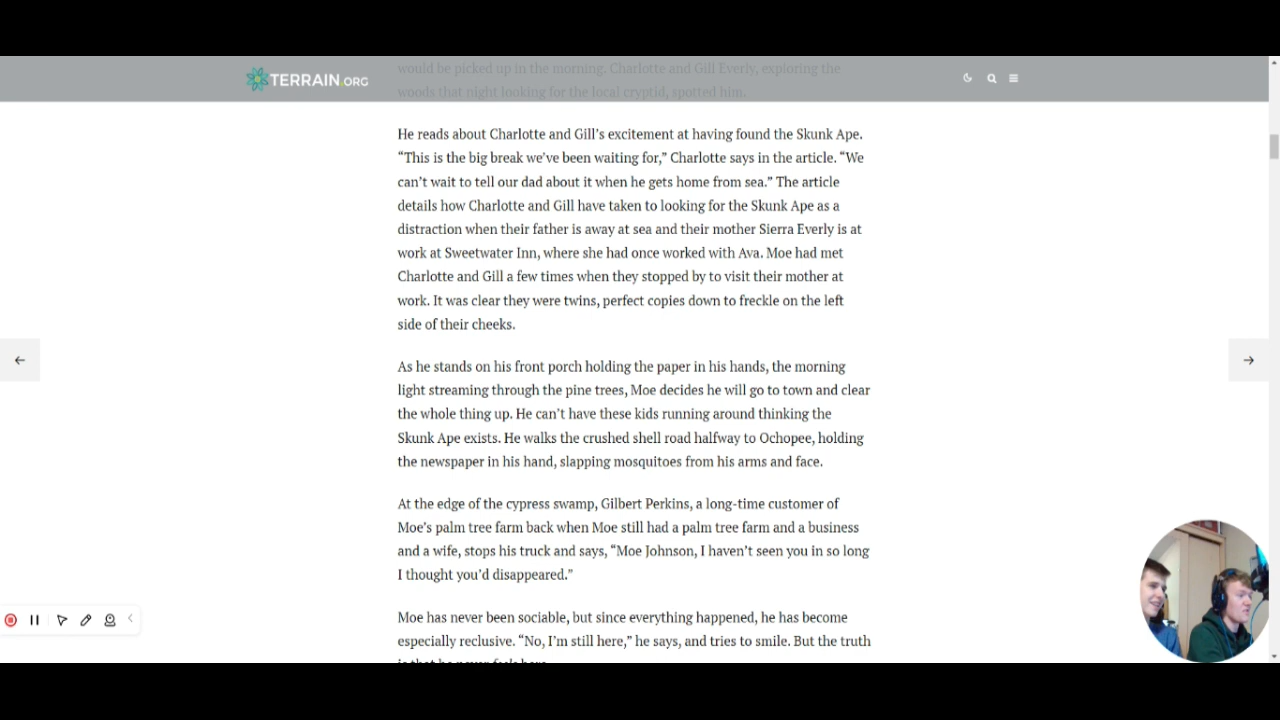 would be picked up in the morning. Charlotte and Gill Everly, exploring the
TERRAIN.ORG
woods that night looking for the local cryptid, spotted him.
He reads about Charlotte and Gill’s excitement at having found the Skunk Ape.
“This is the big break we’ve been waiting for,” Charlotte says in the article. “We
can’t wait to tell our dad about it when he gets home from sea.” The article
details how Charlotte and Gill have taken to looking for the Skunk Ape as a
distraction when their father is away at sea and their mother Sierra Everly is at
work at Sweetwater Inn, where she had once worked with Ava. Moe had met
Charlotte and Gill a few times when they stopped by to visit their mother at
work. It was clear they were twins, perfect copies down to freckle on the left
side of their cheeks.
As he stands on his front porch holding the paper in his hands, the morning
light streaming through the pine trees, Moe decides he will go to town and clear
the whole thing up. He can’t have these kids running around thinking the
Skunk Ape exists. He walks the crushed shell road halfway to Ochopee, holding
the newspaper in his hand, slapping mosquitoes from his arms and face.
At the edge of the cypress swamp, Gilbert Perkins, a long-time customer of
Moe’s palm tree farm back when Moe still had a palm tree farm and a business
and a wife, stops his truck and says, “Moe Johnson, I haven’t seen you in so long
I thought you’d disappeared.”
Moe has never been sociable, but since everything happened, he has become
especially reclusive. “No, I’m still here,” he says, and tries to smile. But the truth
is that he never feels here.